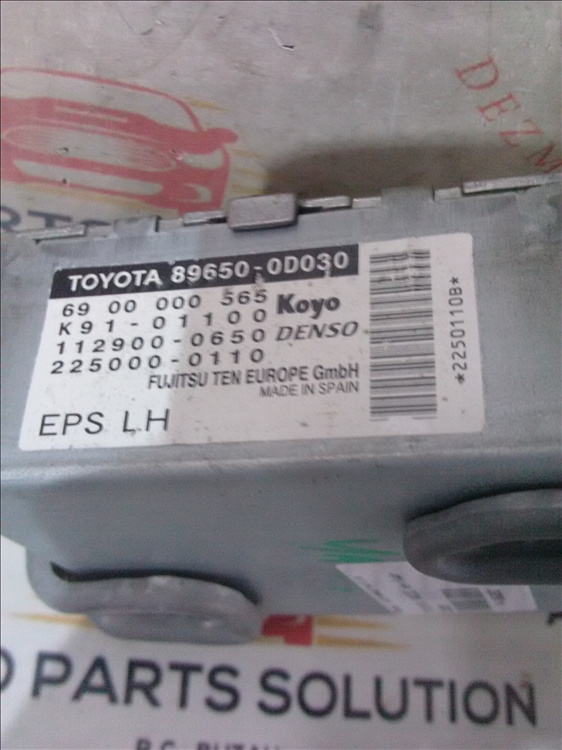 DEZM
TOYOTA 89650-0D030
69 00 000 565
K91-01100 Koyo
112900-0650 DENSO
225000-0110
FUJITSU TEN EUROPE GmbH
MADE IN SPAIN
EPS LH
*2250110B*
PARTS SOLUTION